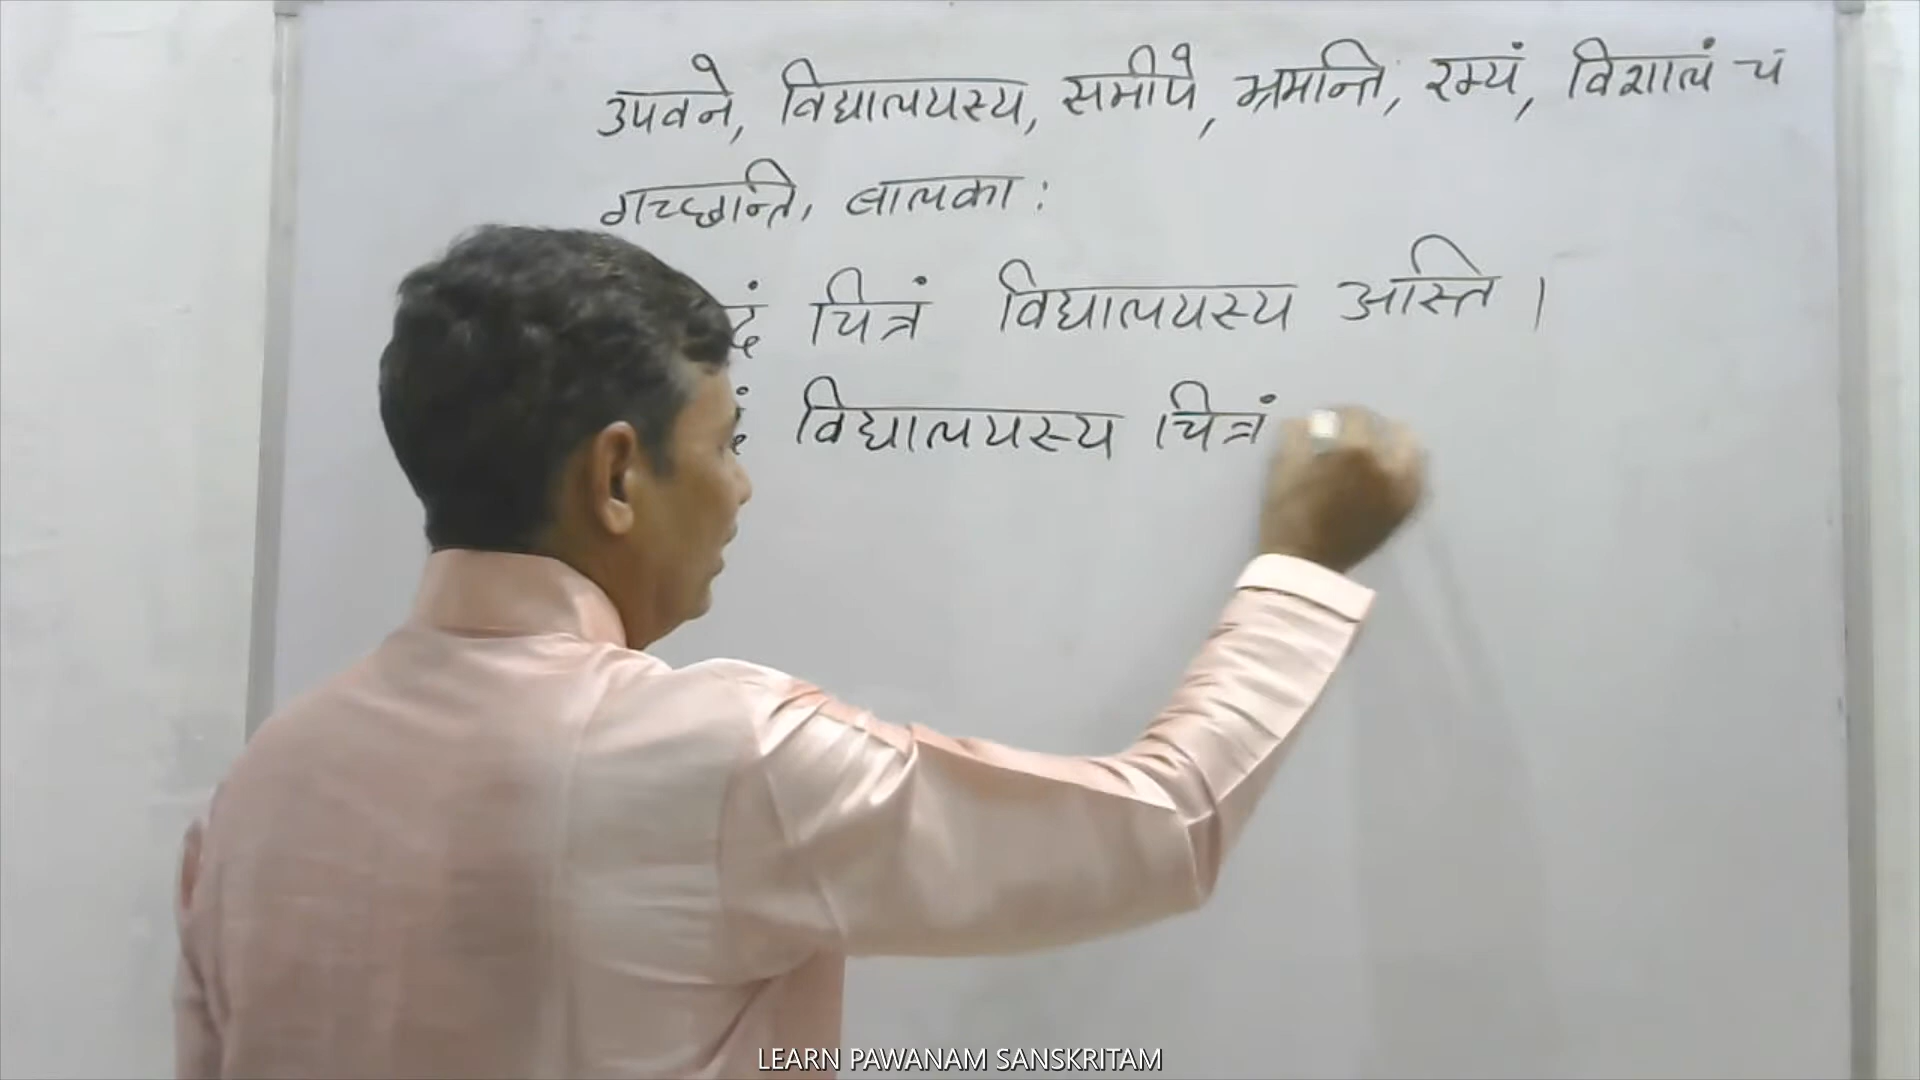 उपवने, विद्यालयस्य, समीपे, भ्रमन्ति, रम्यं, विशालं च
गच्छन्ति, बालकाः
दं चित्रं विद्यालयस्य अस्ति ।
दं विद्यालयस्य चित्रं
LEARN PAWANAM SANSKRITAM